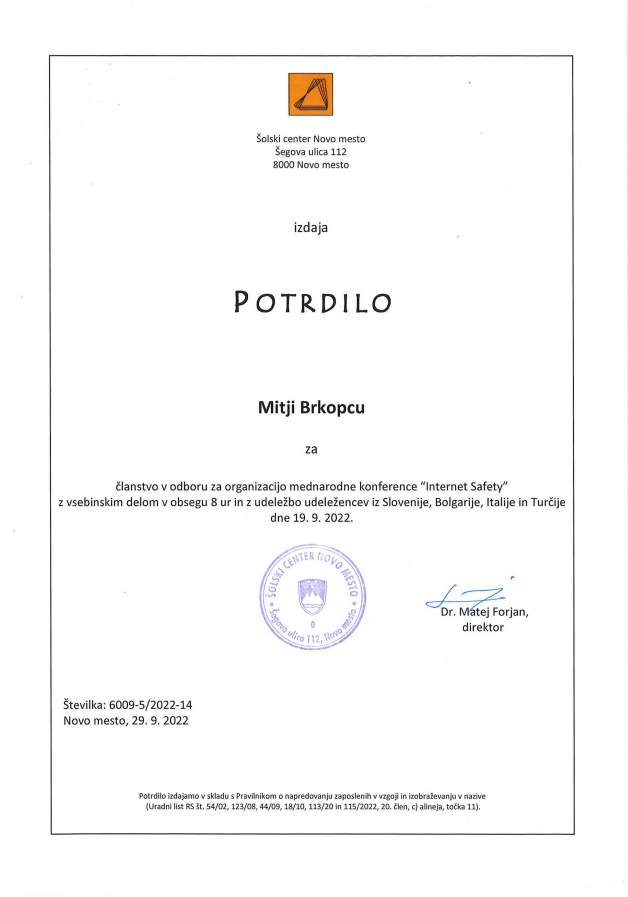 Šolski center Novo mesto
Šegova ulica 112
8000 Novo mesto
izdaja
POTRDILO
Mitji Brkopcu
za
članstvo v odboru za organizacijo mednarodne konference “Internet Safety”
z vsebinskim delom v obsegu 8 ur in z udeležbo udeležencev iz Slovenije, Bolgarije, Italije in Turčije
dne 19. 9. 2022.
ŠOLSKI CENTER NOVO MESTO
Šegova ulica 112, Novo mesto
0
Dr. Matej Forjan,
direktor
Številka: 6009-5/2022-14
Novo mesto, 29. 9. 2022
Potrdilo izdajamo v skladu s Pravilnikom o napredovanju zaposlenih v vzgoji in izobraževanju v nazive
(Uradni list RS št. 54/02, 123/08, 44/09, 18/10, 113/20 in 115/2022, 20. člen, c) alineja, točka 11).